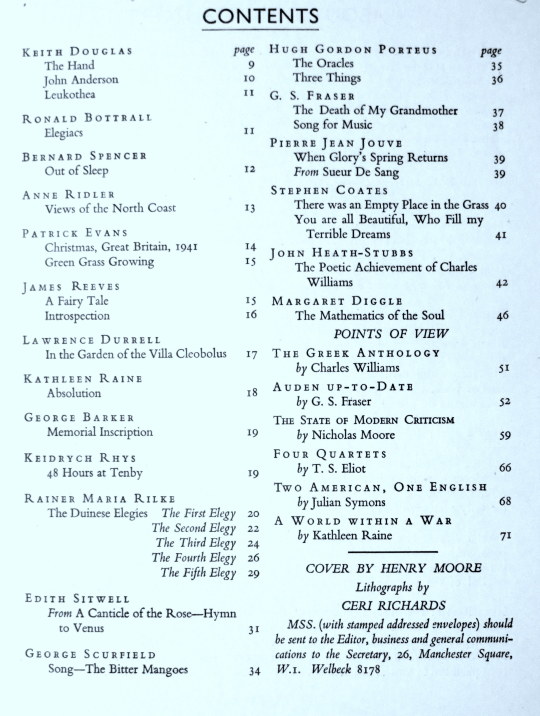 CONTENTS
KEITH DOUGLAS page
The Hand 9
John Anderson 10
Leukothea 11
RONALD BOTTRALL
Elegiacs 11
BERNARD SPENCER
Out of Sleep 12
ANNE RIDLER
Views of the North Coast 13
PATRICK EVANS
Christmas, Great Britain, 1941 14
Green Grass Growing 15
JAMES REEVES
A Fairy Tale 15
Introspection 16
LAWRENCE DURRELL
In the Garden of the Villa Cleobolus 17
KATHLEEN RAINE
Absolution 18
GEORGE BARKER
Memorial Inscription 19
KEIDRYCH RHYS
48 Hours at Tenby 19
RAINER MARIA RILKE
The Duinese Elegies The First Elegy 20
The Second Elegy 22
The Third Elegy 24
The Fourth Elegy 26
The Fifth Elegy 29
EDITH SITWELL
From A Canticle of the Rose—Hymn
to Venus 31
GEORGE SCURFIELD
Song—The Bitter Mangoes 34
HUGH GORDON PORTEUS page
The Oracles 35
Three Things 36
G. S. FRASER
The Death of My Grandmother 37
Song for Music 38
PIERRE JEAN JOUVE
When Glory's Spring Returns 39
From Sueur De Sang 39
STEPHEN COATES
There was an Empty Place in the Grass 40
You are all Beautiful, Who Fill my
Terrible Dreams 41
JOHN HEATH-STUBBS
The Poetic Achievement of Charles
Williams 42
MARGARET DIGGLE
The Mathematics of the Soul 46
POINTS OF VIEW
THE GREEK ANTHOLOGY
by Charles Williams 51
AUDEN UP-TO-DATE
by G. S. Fraser 52
THE STATE OF MODERN CRITICISM
by Nicholas Moore 59
FOUR QUARTETS
by T. S. Eliot 66
TWO AMERICAN, ONE ENGLISH
by Julian Symons 68
A WORLD WITHIN A WAR
by Kathleen Raine 71
COVER BY HENRY MOORE
Lithographs by
CERI RICHARDS
MSS. (with stamped addressed envelopes) should
be sent to the Editor, business and general communi-
cations to the Secretary, 26, Manchester Square,
W.1. Welbeck 8178